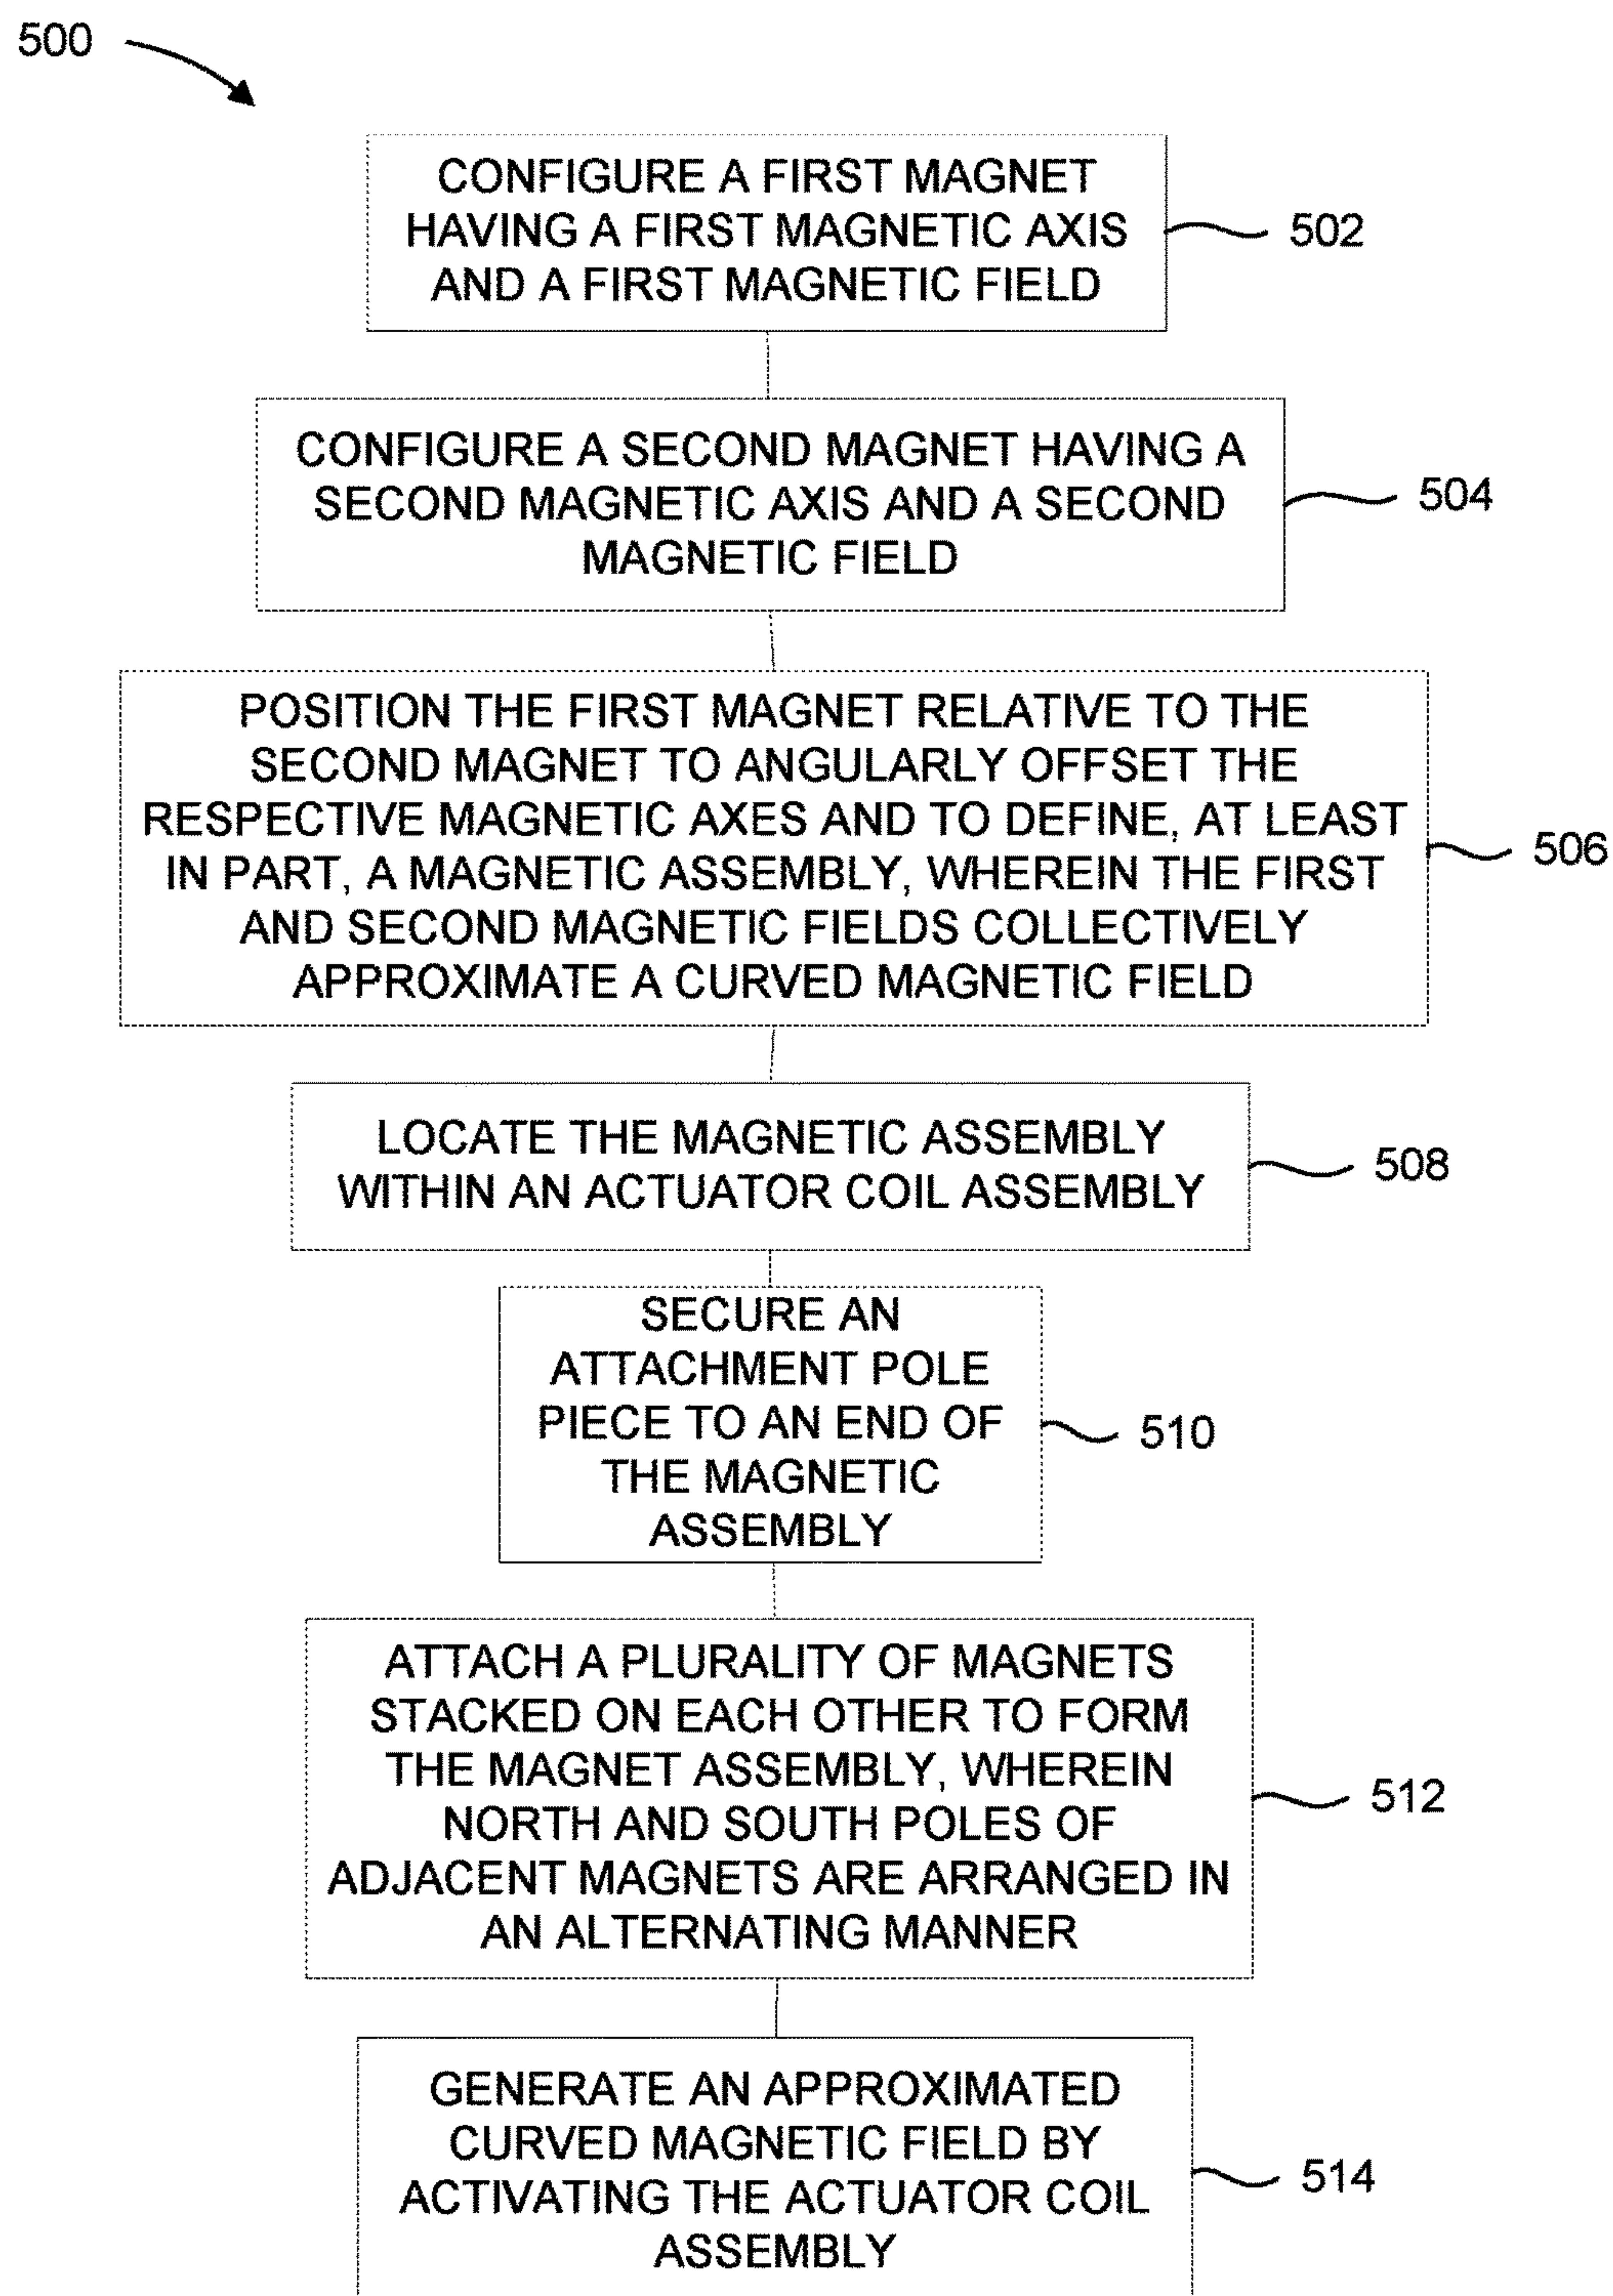 500
CONFIGURE A FIRST MAGNET
HAVING A FIRST MAGNETIC AXIS
AND A FIRST MAGNETIC FIELD
502
CONFIGURE A SECOND MAGNET HAVING A
SECOND MAGNETIC AXIS AND A SECOND
MAGNETIC FIELD
504
POSITION THE FIRST MAGNET RELATIVE TO THE
SECOND MAGNET TO ANGULARLY OFFSET THE
RESPECTIVE MAGNETIC AXES AND TO DEFINE, AT LEAST
IN PART, A MAGNETIC ASSEMBLY, WHEREIN THE FIRST
AND SECOND MAGNETIC FIELDS COLLECTIVELY
APPROXIMATE A CURVED MAGNETIC FIELD
506
LOCATE THE MAGNETIC ASSEMBLY
WITHIN AN ACTUATOR COIL ASSEMBLY
508
SECURE AN
ATTACHMENT POLE
PIECE TO AN END OF
THE MAGNETIC
ASSEMBLY
510
ATTACH A PLURALITY OF MAGNETS
STACKED ON EACH OTHER TO FORM
THE MAGNET ASSEMBLY, WHEREIN
NORTH AND SOUTH POLES OF
ADJACENT MAGNETS ARE ARRANGED IN
AN ALTERNATING MANNER
512
GENERATE AN APPROXIMATED
CURVED MAGNETIC FIELD BY
ACTIVATING THE ACTUATOR COIL
ASSEMBLY
514